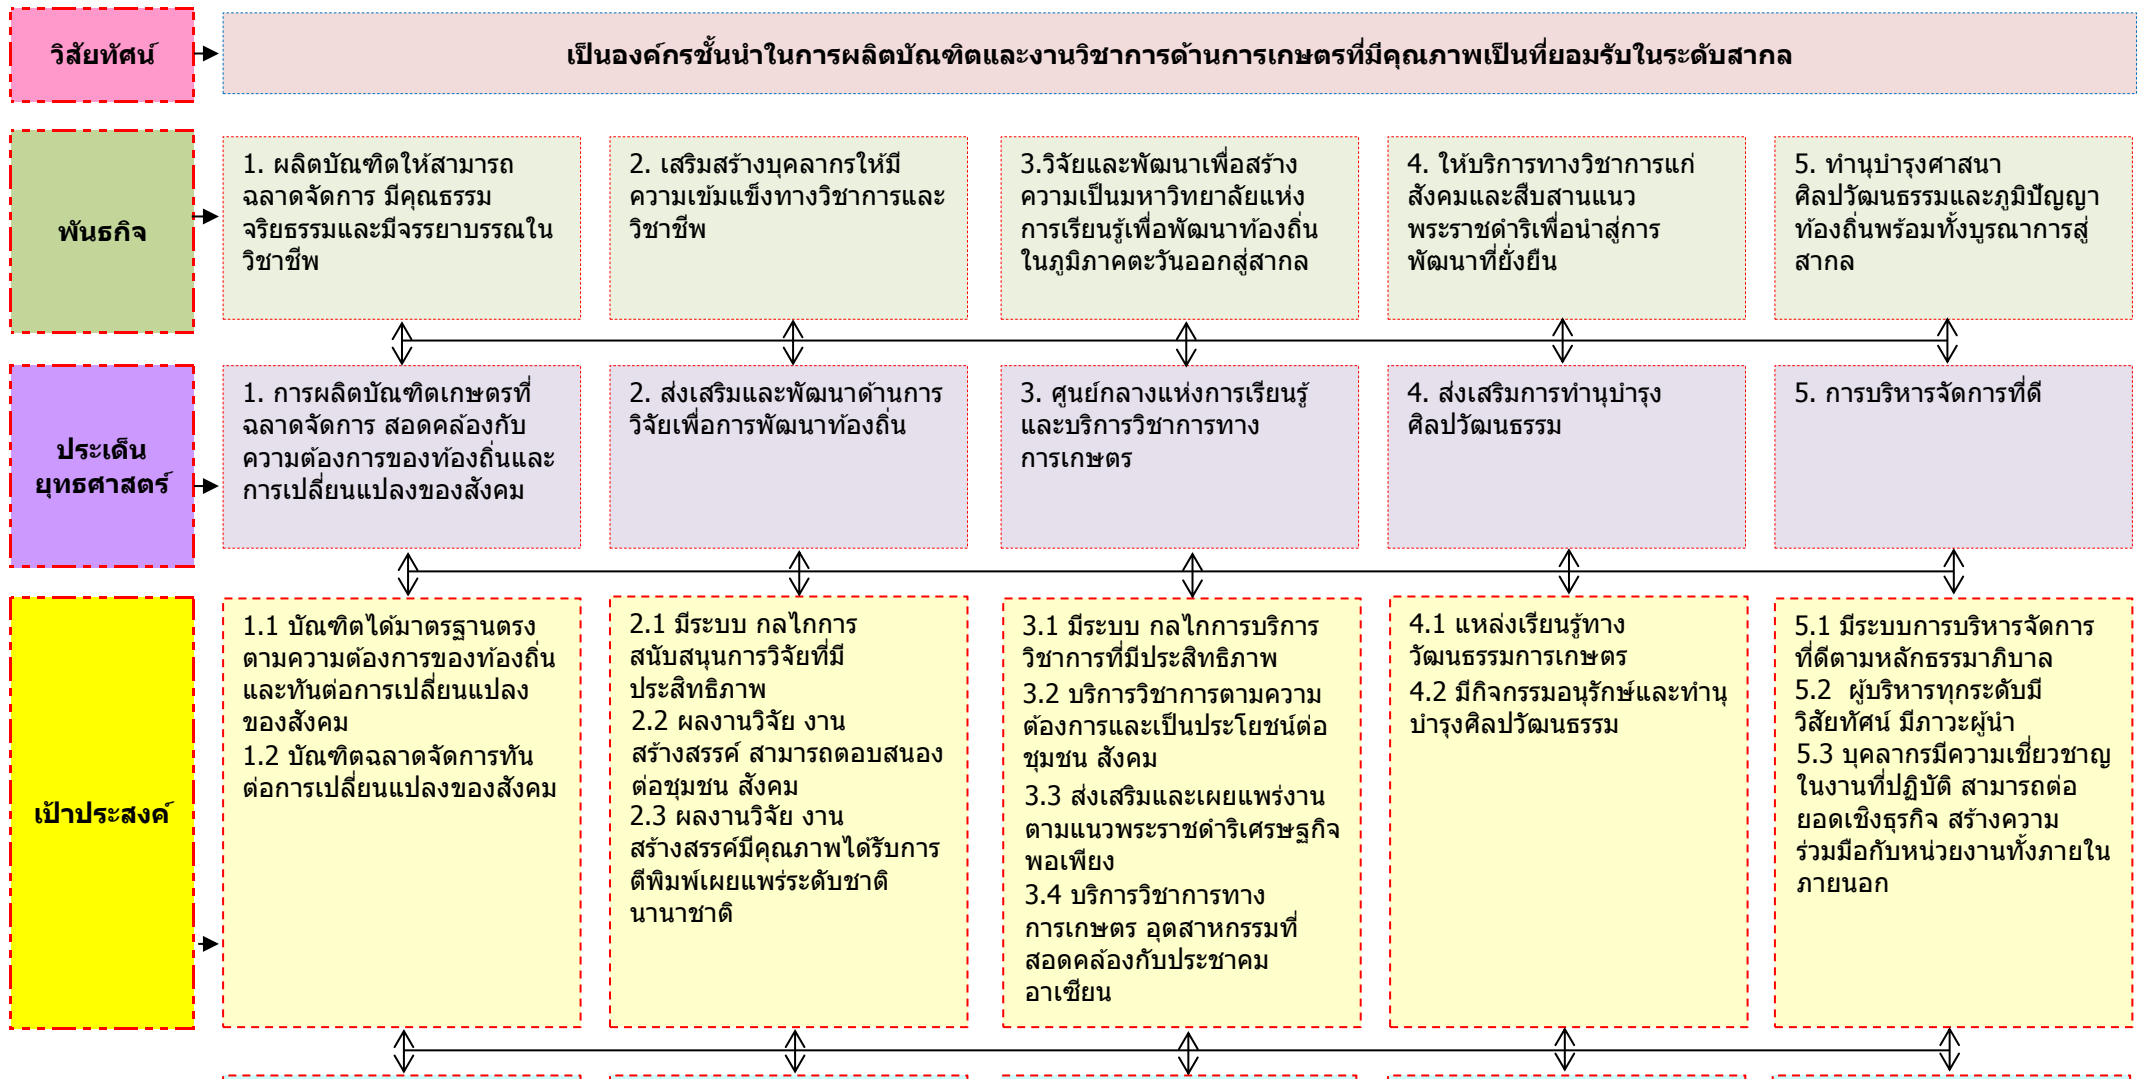 วิสัยทัศน์
เป็นองค์กรชั้นนำในการผลิตบัณฑิตและงานวิชาการด้านการเกษตรที่มีคุณภาพเป็นที่ยอมรับในระดับสากล
พันธกิจ
1. ผลิตบัณฑิตให้สามารถ
ฉลาดจัดการ มีคุณธรรม
จริยธรรมและมีจรรยาบรรณใน
วิชาชีพ
2. เสริมสร้างบุคลากรให้มี
ความเข้มแข็งทางวิชาการและ
วิชาชีพ
3.วิจัยและพัฒนาเพื่อสร้าง
ความเป็นมหาวิทยาลัยแห่ง
การเรียนรู้เพื่อพัฒนาท้องถิ่น
ในภูมิภาคตะวันออกสู่สากล
4. ให้บริการทางวิชาการแก่
สังคมและสืบสานแนว
พระราชดำริเพื่อนำสู่การ
พัฒนาที่ยั่งยืน
5. ทำนุบำรุงศาสนา
ศิลปวัฒนธรรมและภูมิปัญญา
ท้องถิ่นพร้อมทั้งบูรณาการสู่
สากล
ประเด็น
ยุทธศาสตร์
1. การผลิตบัณฑิตเกษตรที่
ฉลาดจัดการ สอดคล้องกับ
ความต้องการของท้องถิ่นและ
การเปลี่ยนแปลงของสังคม
2. ส่งเสริมและพัฒนาด้านการ
วิจัยเพื่อการพัฒนาท้องถิ่น
3. ศูนย์กลางแห่งการเรียนรู้
และบริการวิชาการทาง
การเกษตร
4. ส่งเสริมการทำนุบำรุง
ศิลปวัฒนธรรม
5. การบริหารจัดการที่ดี
เป้าประสงค์
1.1 บัณฑิตได้มาตรฐานตรง
ตามความต้องการของท้องถิ่น
และทันต่อการเปลี่ยนแปลง
ของสังคม
1.2 บัณฑิตฉลาดจัดการทัน
ต่อการเปลี่ยนแปลงของสังคม
2.1 มีระบบ กลไกการ
สนับสนุนการวิจัยที่มี
ประสิทธิภาพ
2.2 ผลงานวิจัย งาน
สร้างสรรค์ สามารถตอบสนอง
ต่อชุมชน สังคม
2.3 ผลงานวิจัย งาน
สร้างสรรค์มีคุณภาพได้รับการ
ตีพิมพ์เผยแพร่ระดับชาติ
นานาชาติ
3.1 มีระบบ กลไกการบริการ
วิชาการที่มีประสิทธิภาพ
3.2 บริการวิชาการตามความ
ต้องการและเป็นประโยชน์ต่อ
ชุมชน สังคม
3.3 ส่งเสริมและเผยแพร่งาน
ตามแนวพระราชดำริเศรษฐกิจ
พอเพียง
3.4 บริการวิชาการทาง
การเกษตร อุตสาหกรรมที่
สอดคล้องกับประชาคม
อาเซียน
4.1 แหล่งเรียนรู้ทาง
วัฒนธรรมการเกษตร
4.2 มีกิจกรรมอนุรักษ์และทำนุ
บำรุงศิลปวัฒนธรรม
5.1 มีระบบการบริหารจัดการ
ที่ดีตามหลักธรรมาภิบาล
5.2  ผู้บริหารทุกระดับมี
วิสัยทัศน์ มีภาวะผู้นำ
5.3 บุคลากรมีความเชี่ยวชาญ
ในงานที่ปฏิบัติ สามารถต่อ
ยอดเชิงธุรกิจ สร้างความ
ร่วมมือกับหน่วยงานทั้งภายใน
ภายนอก